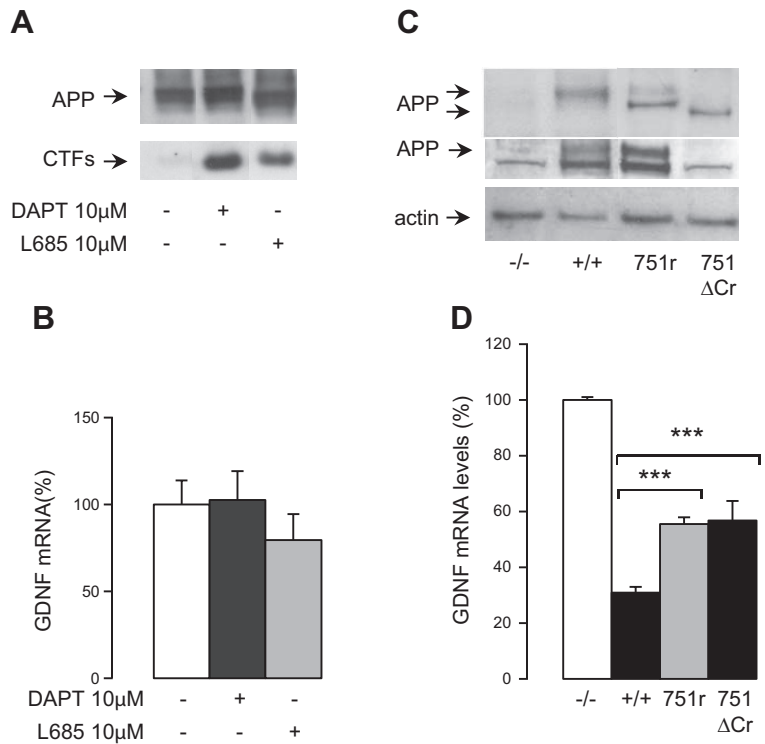 A
APP
CTFs
DAPT 10µM - + -
L685 10µM - - +
B
150
100
50
0
GDNF mRNA(%)
DAPT 10µM - + -
L685 10µM - - +
C
APP
APP
actin
-/- +/+ 751r 751
ΔCr
D
120
100
80
60
40
20
0
GDNF mRNA levels (%)
***
***
-/- +/+ 751r 751
ΔCr